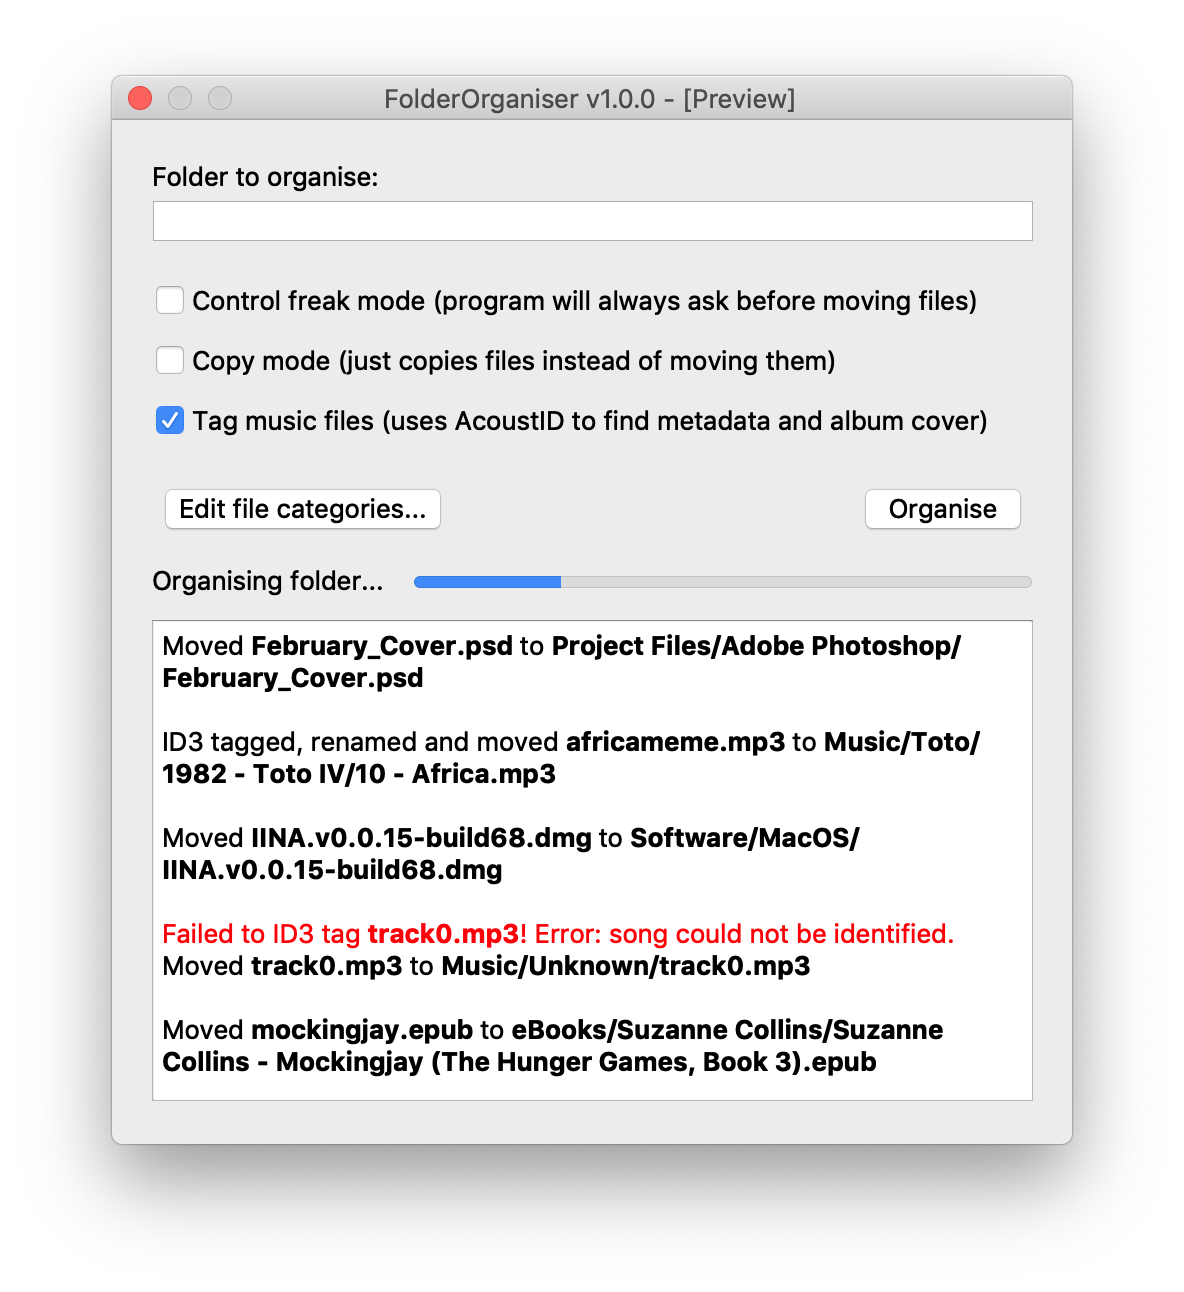 FolderOrganiser v1.0.0 - [Preview]
Folder to organise:
Control freak mode (program will always ask before moving files)
Copy mode (just copies files instead of moving them)
Tag music files (uses AcoustID to find metadata and album cover)
Edit file categories...
Organise
Organising folder...
Moved February_Cover.psd to Project Files/Adobe Photoshop/
February_Cover.psd
ID3 tagged, renamed and moved africameme.mp3 to Music/Toto/
1982 - Toto IV/10 - Africa.mp3
Moved IINA.v0.0.15-build68.dmg to Software/MacOS/
IINA.v0.0.15-build68.dmg
Failed to ID3 tag track0.mp3! Error: song could not be identified.
Moved track0.mp3 to Music/Unknown/track0.mp3
Moved mockingjay.epub to eBooks/Suzanne Collins/Suzanne
Collins - Mockingjay (The Hunger Games, Book 3).epub